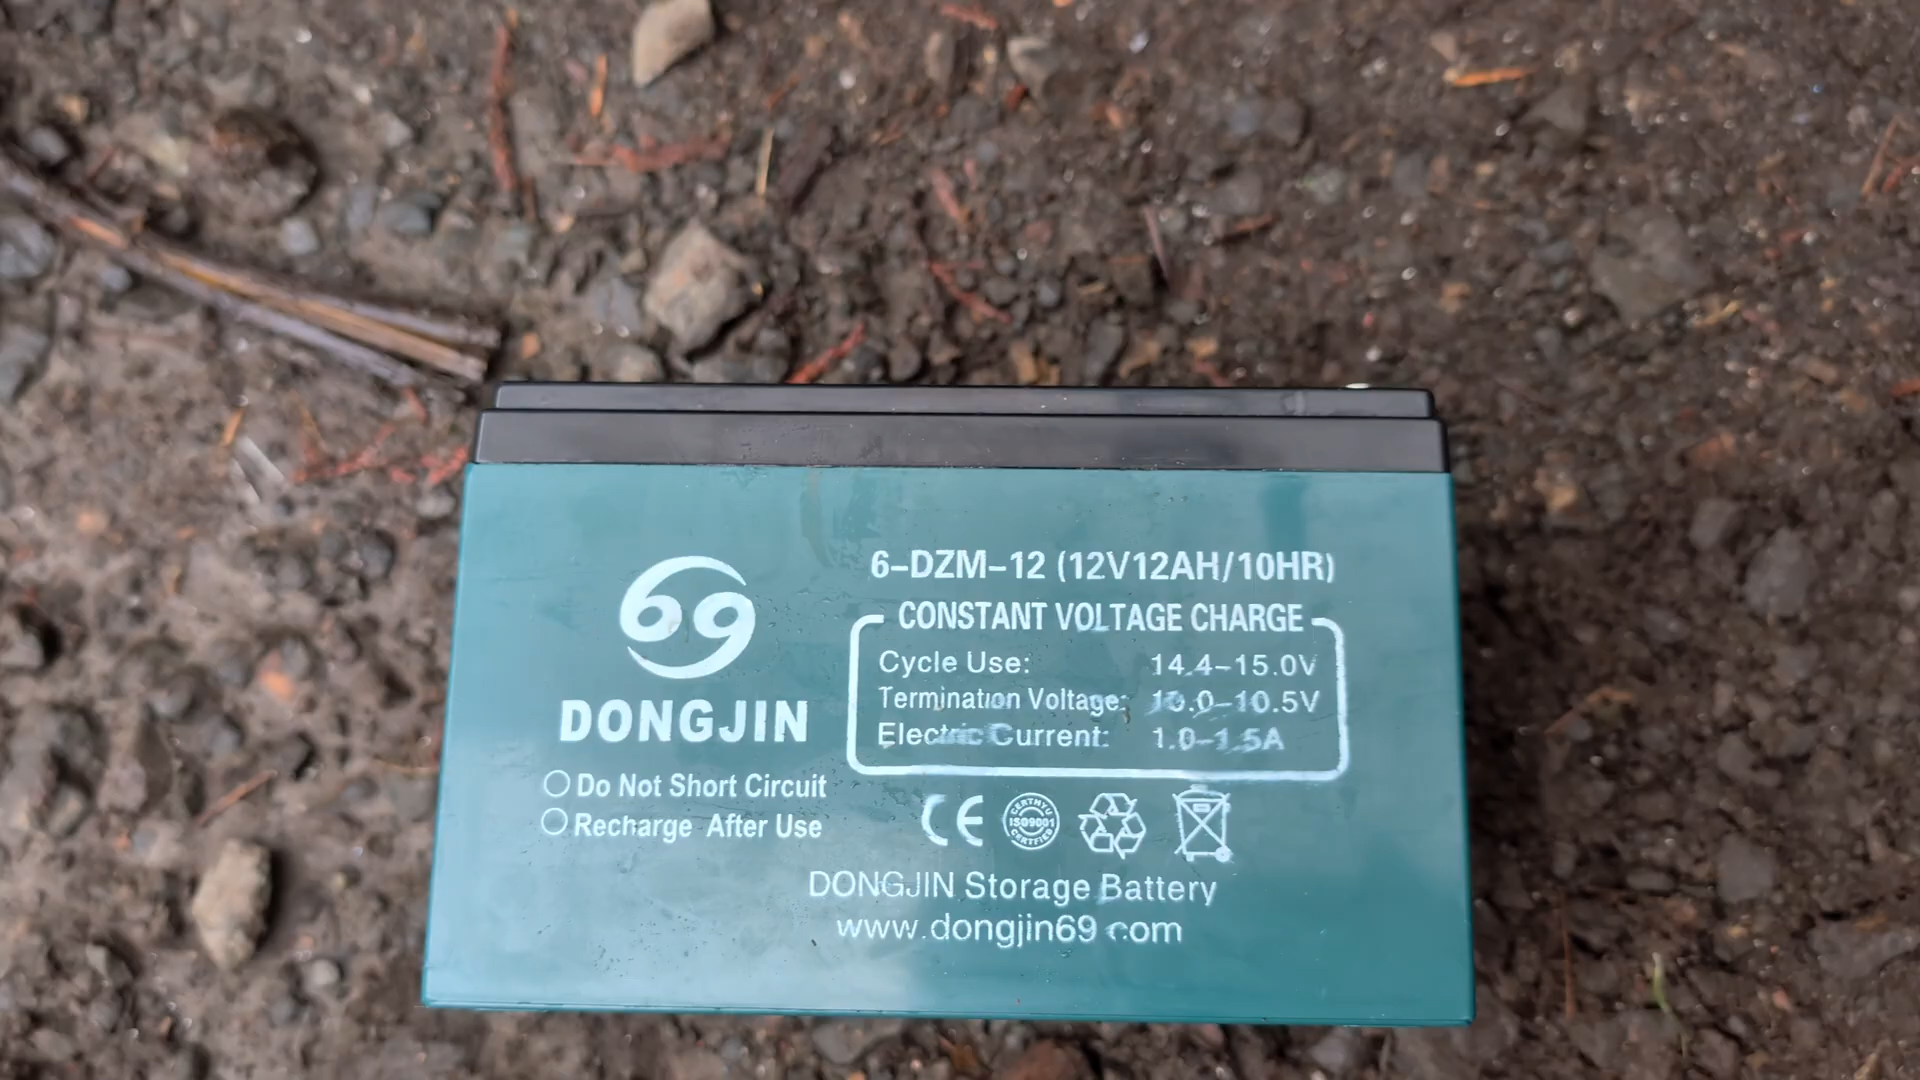 69
DONGJIN
Do Not Short Circuit
Recharge After Use
6-DZM-12 (12V12AH/10HR)
CONSTANT VOLTAGE CHARGE
Cycle Use: 14.4-15.0V
Termination Voltage: 10.0-10.5V
Electric Current: 1.0-1.5A
CE
ISO9001
CERTIFIED
DONGJIN Storage Battery
www.dongjin69.com